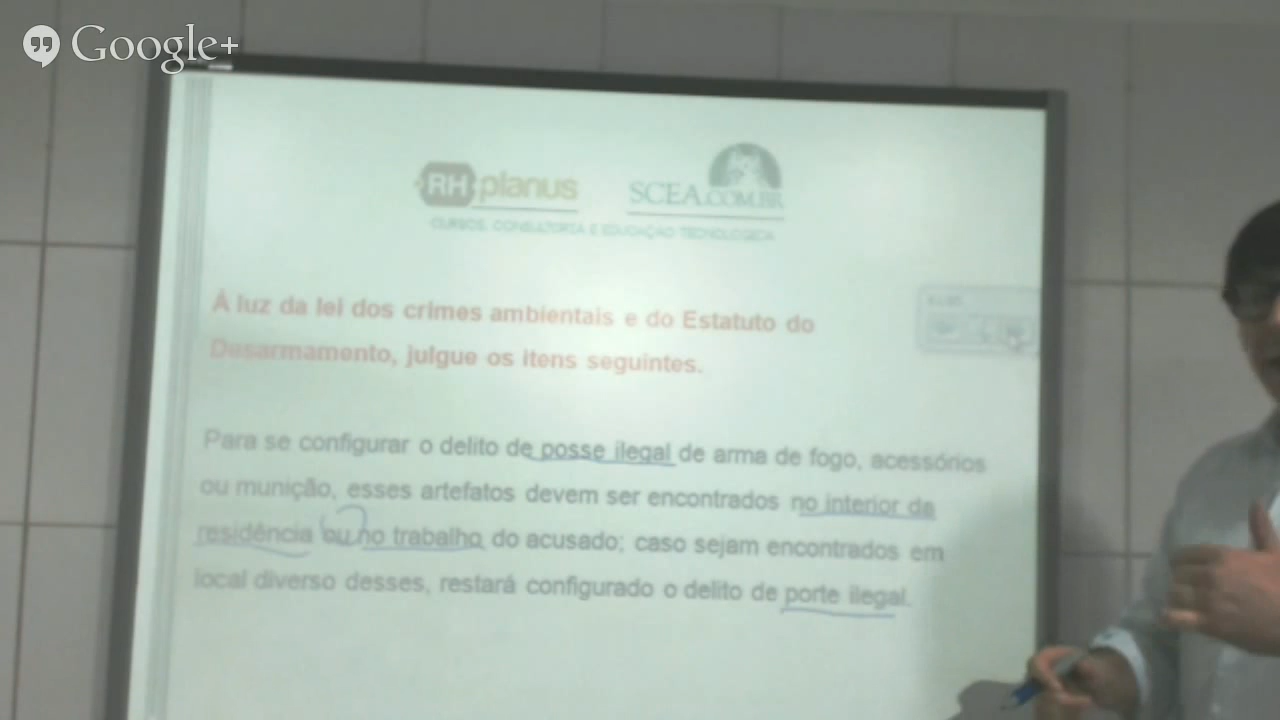 Google+
RH planus
SCEA.COM.BR
CURSOS, CONSULTORIA E EDUCAÇÃO TECNOLÓGICA
À luz da lei dos crimes ambientais e do Estatuto do
Desarmamento, julgue os itens seguintes.
Para se configurar o delito de posse ilegal de arma de fogo, acessórios
ou munição, esses artefatos devem ser encontrados no interior da
residência ou no trabalho do acusado; caso sejam encontrados em
local diverso desses, restará configurado o delito de porte ilegal.